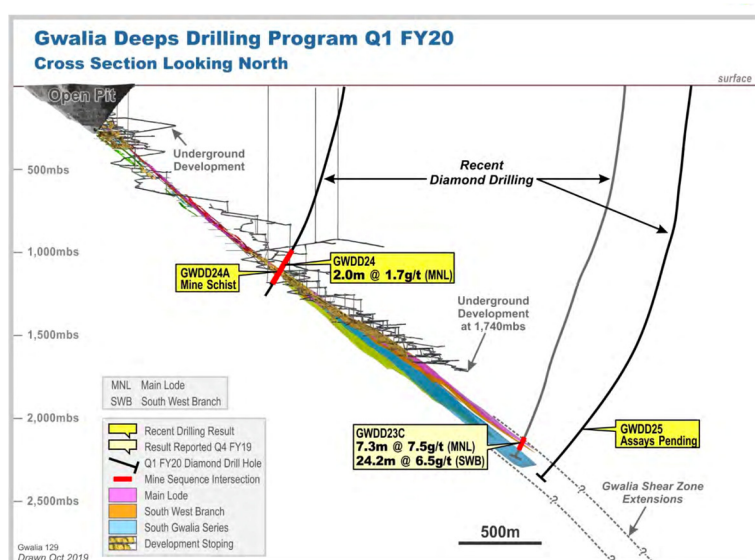 Gwalia Deeps Drilling Program Q1 FY20
Cross Section Looking North
surface
Open Pit
Underground
Development
500mbs
Recent
Diamond Drilling
1,000mbs
GWDD24A
Mine Schist
GWDD24
2.0m @ 1.7g/t (MNL)
Underground
Development
at 1,740mbs
1,500mbs
MNL Main Lode
SWB South West Branch
2,000mbs
Recent Drilling Result
Result Reported Q4 FY19
Q1 FY20 Diamond Drill Hole
Mine Sequence Intersection
Main Lode
South West Branch
South Gwalia Series
Development Stoping
2,500mbs
GWDD23C
7.3m @ 7.5g/t (MNL)
24.2m @ 6.5g/t (SWB)
GWDD25
Assays Pending
Gwalia Shear Zone
Extensions
?
?
?
?
?
?
500m
Gwalia 129
Drawn Oct 2019